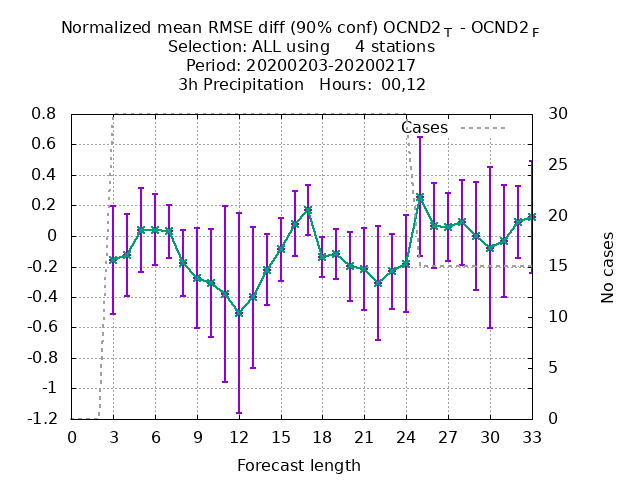 Normalized mean RMSE diff (90% conf) OCND2 T - OCND2 F
Selection: ALL using 4 stations
Period: 20200203-20200217
3h Precipitation Hours: 00,12
Cases
0.8
0.6
0.4
0.2
0
-0.2
-0.4
-0.6
-0.8
-1
-1.2
30
25
20
15
10
5
0
No cases
0 3 6 9 12 15 18 21 24 27 30 33
Forecast length